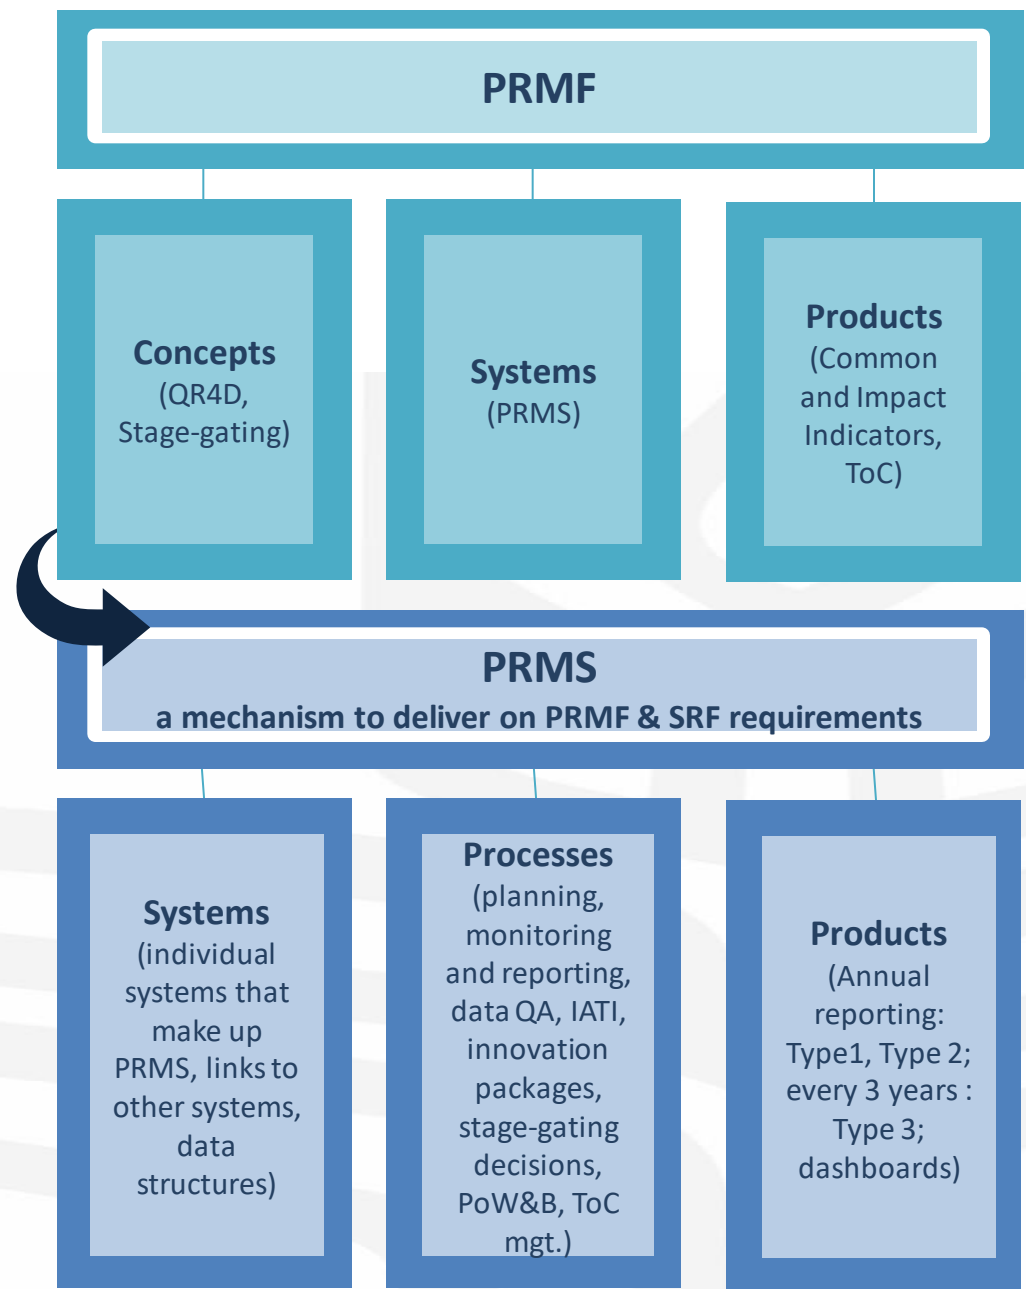 PRMF
Concepts
(QR4D,
Stage-gating)
Systems
(PRMS)
Products
(Common
and Impact
Indicators,
ToC)
PRMS
a mechanism to deliver on PRMF & SRF requirements
Systems
(individual
systems that
make up
PRMS, links to
other systems,
data
structures)
Processes
(planning,
monitoring
and reporting,
data QA, IATI,
innovation
packages,
stage-gating
decisions,
PoW&B, ToC
mgt.)
Products
(Annual
reporting:
Type1, Type 2;
every 3 years :
Type 3;
dashboards)